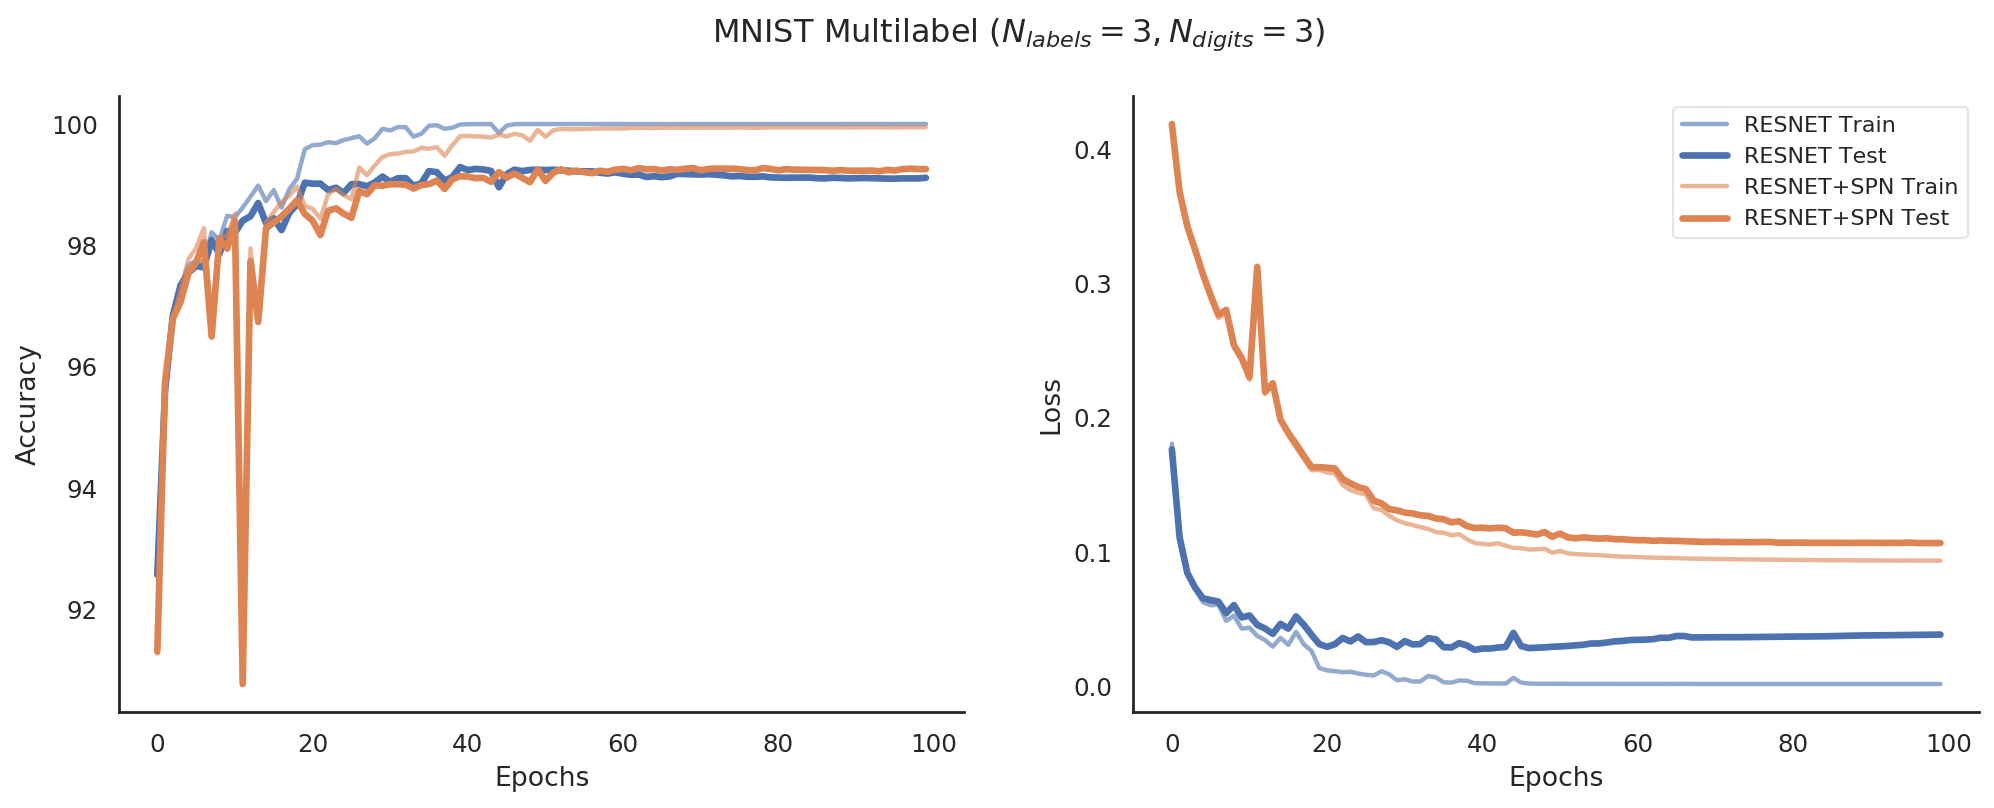 MNIST Multilabel (N_labels = 3, N_digits = 3)
100
98
96
94
92
Accuracy
0 20 40 60 80 100
Epochs
0.4
0.3
0.2
0.1
0.0
Loss
0 20 40 60 80 100
Epochs
RESNET Train
RESNET Test
RESNET+SPN Train
RESNET+SPN Test